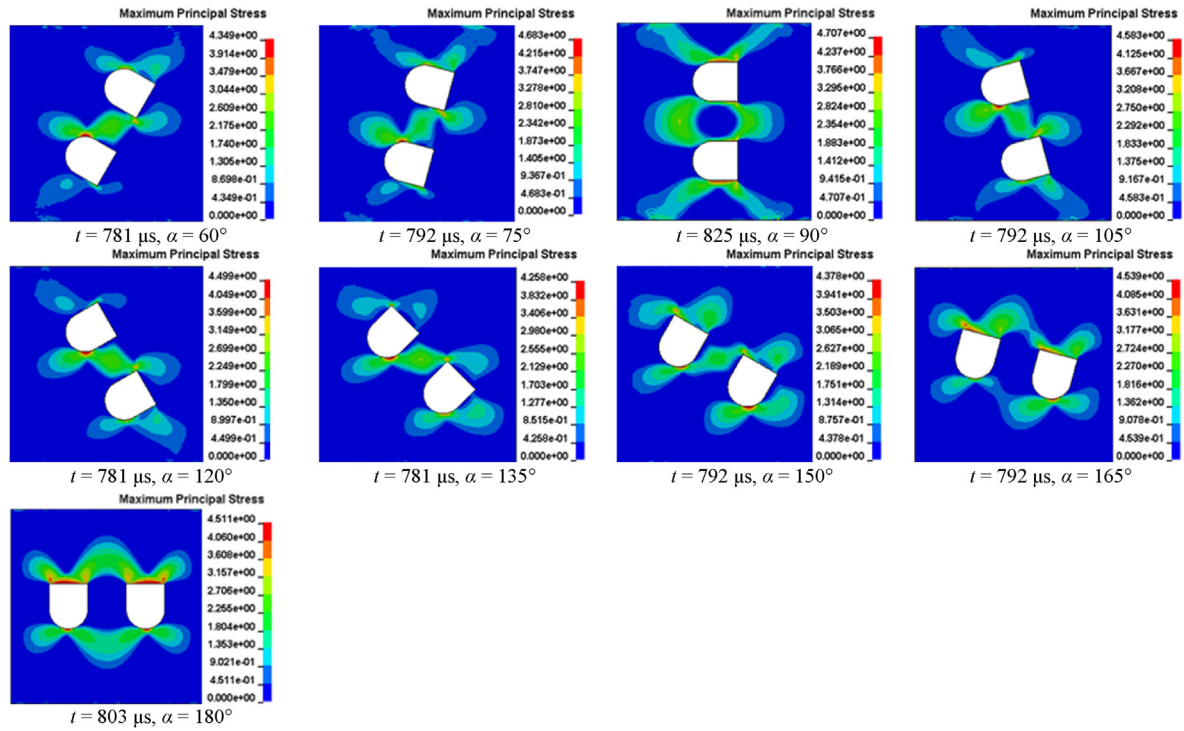 Maximum Principal Stress
4.349e+00
3.914e+00
3.479e+00
3.044e+00
2.609e+00
2.175e+00
1.740e+00
1.305e+00
8.698e-01
4.349e-01
0.000e+00
t = 781 μs, α = 60°
Maximum Principal Stress
4.683e+00
4.215e+00
3.747e+00
3.278e+00
2.810e+00
2.342e+00
1.873e+00
1.405e+00
9.367e-01
4.683e-01
0.000e+00
t = 792 μs, α = 75°
Maximum Principal Stress
4.707e+00
4.237e+00
3.766e+00
3.295e+00
2.824e+00
2.354e+00
1.883e+00
1.412e+00
9.415e-01
4.707e-01
0.000e+00
t = 825 μs, α = 90°
Maximum Principal Stress
4.583e+00
4.125e+00
3.667e+00
3.208e+00
2.750e+00
2.292e+00
1.833e+00
1.375e+00
9.167e-01
4.583e-01
0.000e+00
t = 792 μs, α = 105°
Maximum Principal Stress
4.499e+00
4.049e+00
3.599e+00
3.149e+00
2.699e+00
2.249e+00
1.799e+00
1.350e+00
8.997e-01
4.499e-01
0.000e+00
t = 781 μs, α = 120°
Maximum Principal Stress
4.258e+00
3.832e+00
3.406e+00
2.980e+00
2.555e+00
2.129e+00
1.703e+00
1.277e+00
8.515e-01
4.258e-01
0.000e+00
t = 781 μs, α = 135°
Maximum Principal Stress
4.378e+00
3.941e+00
3.503e+00
3.065e+00
2.627e+00
2.189e+00
1.751e+00
1.314e+00
8.757e-01
4.378e-01
0.000e+00
t = 792 μs, α = 150°
Maximum Principal Stress
4.539e+00
4.085e+00
3.631e+00
3.177e+00
2.724e+00
2.270e+00
1.816e+00
1.362e+00
9.078e-01
4.539e-01
0.000e+00
t = 792 μs, α = 165°
Maximum Principal Stress
4.511e+00
4.060e+00
3.608e+00
3.157e+00
2.706e+00
2.255e+00
1.804e+00
1.353e+00
9.021e-01
4.511e-01
0.000e+00
t = 803 μs, α = 180°